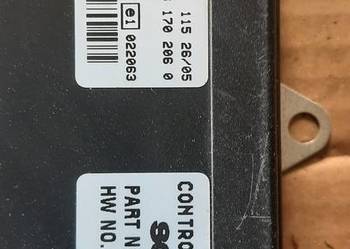 115 26/05
170 206 0
e1 022063
CONTRO
PART N
HW NO.